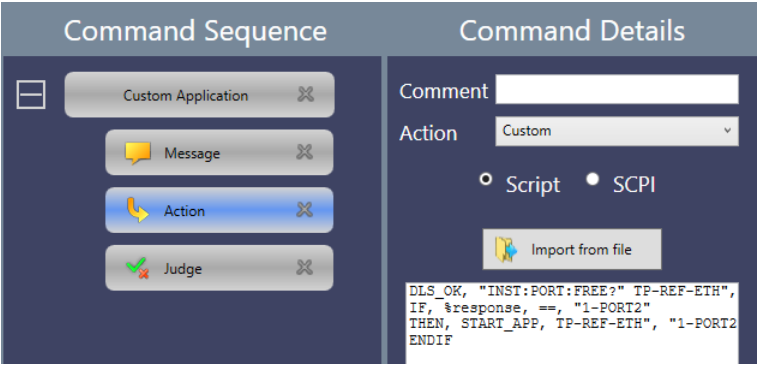 Command Sequence
Custom Application
Message
Action
Judge
Command Details
Comment
Action
Custom
Script
SCPI
Import from file
DLS_OK, "INST:PORT:FREE?" TP-REF-ETH",
IF, %response, ==, "1-PORT2"
THEN, START_APP, TP-REF-ETH", "1-PORT2
ENDIF